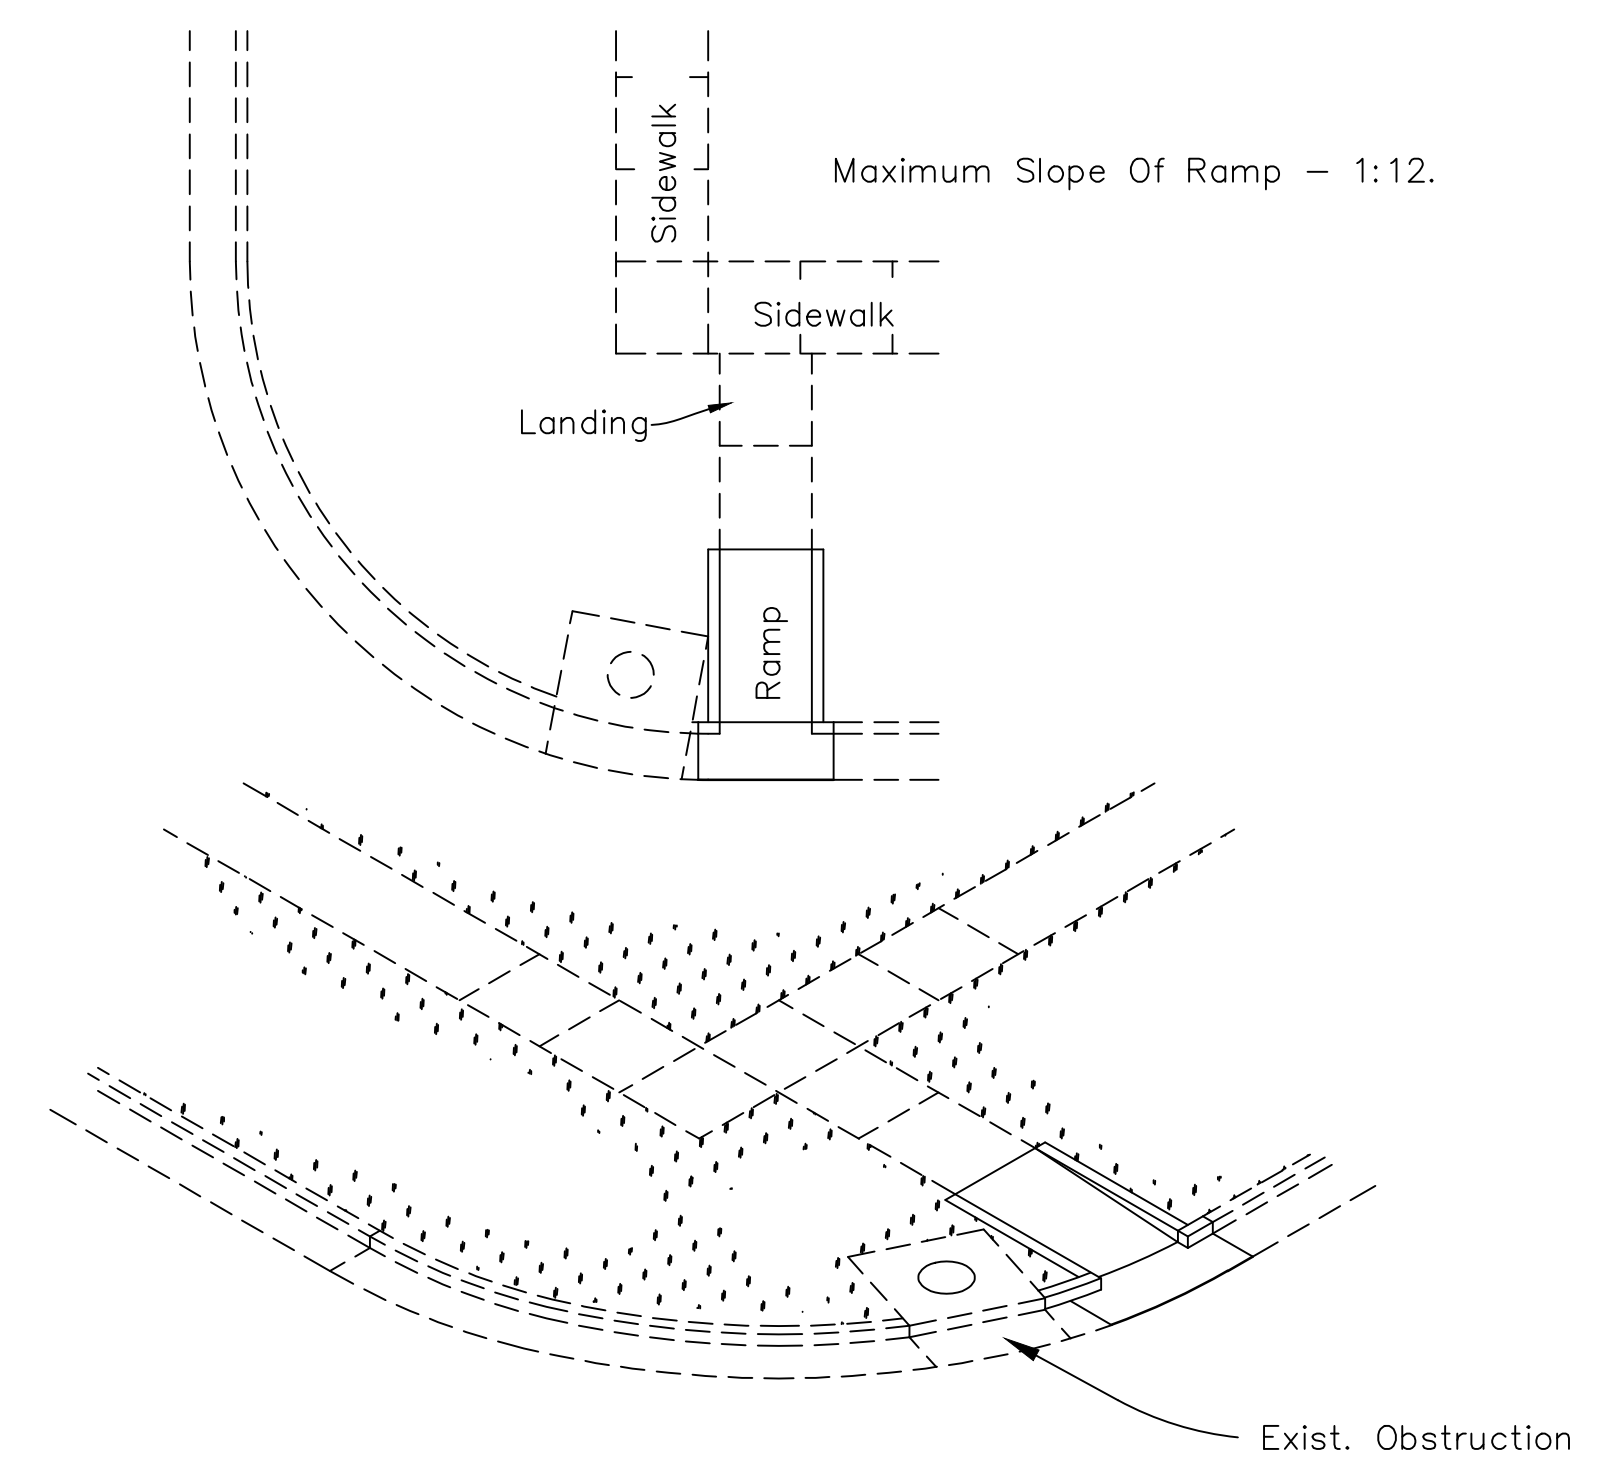 Sidewalk
Maximum Slope Of Ramp – 1:12.
Sidewalk
Landing
Ramp
Exist. Obstruction